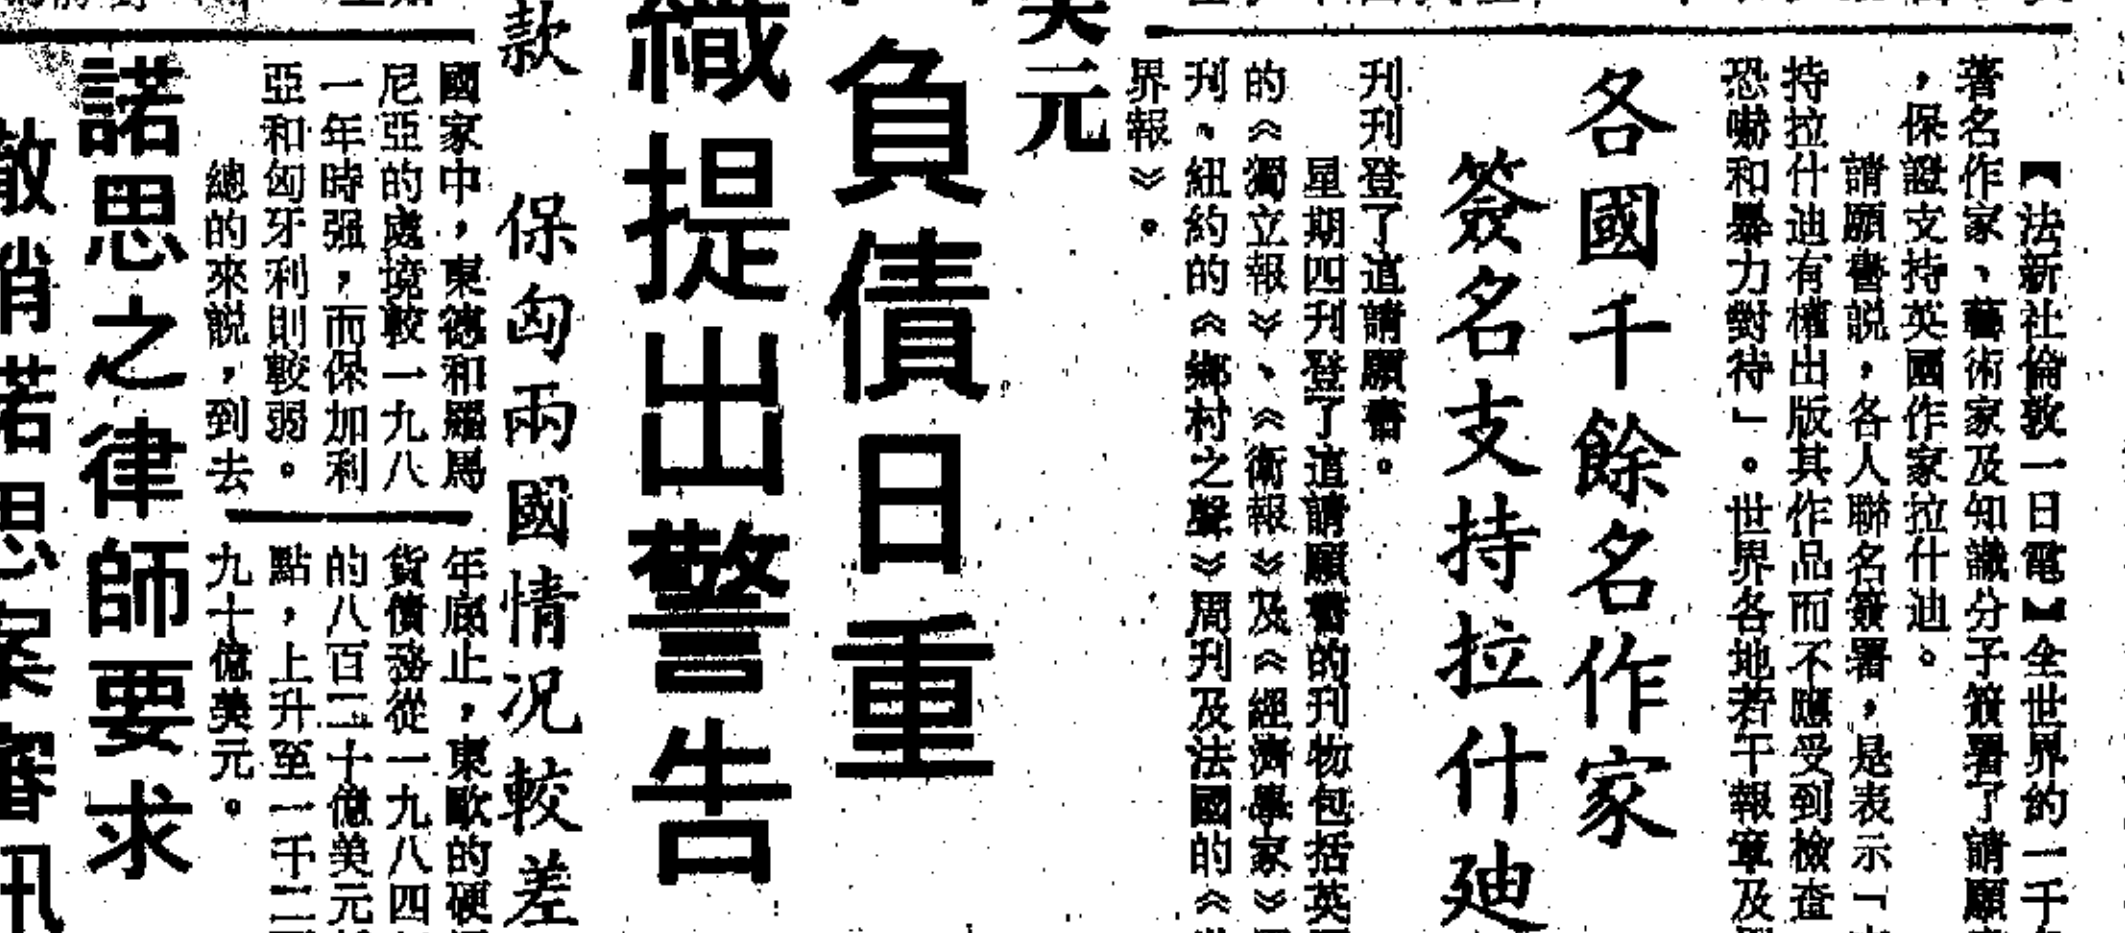 【法新社倫敦一日電】全世界的一千
著名作家、藝術家及知識分子簽署了請願
，保證支持英國作家拉什迪。
請願書説，各人聯名簽署，是表示「
持拉什迪有權出版其作品而不應受到檢查
恐嚇和暴力對待」。世界各地若干報章及
各國千餘名作家
簽名支持拉什廸
刊刊登了這請願書。
星期四刊登了這請願書的刊物包括英
的《獨立報》、《衛報》及《經濟學家》
刊、紐約的《鄉村之聲》周刊及法國的《
界報》。
美元
負債日重
織提出警告
款 保匈兩國情况較差
國家中，東德和羅馬
尼亞的處境較一九八
一年時强，而保加利
亞和匈牙利則較弱。
總的來説，到去
年底止，東歐的硬
貨債務從一九八四
的八百二十億美元
點，上升至一千二
九十億美元。
諾思之律師要求
撤銷諾思案審訊